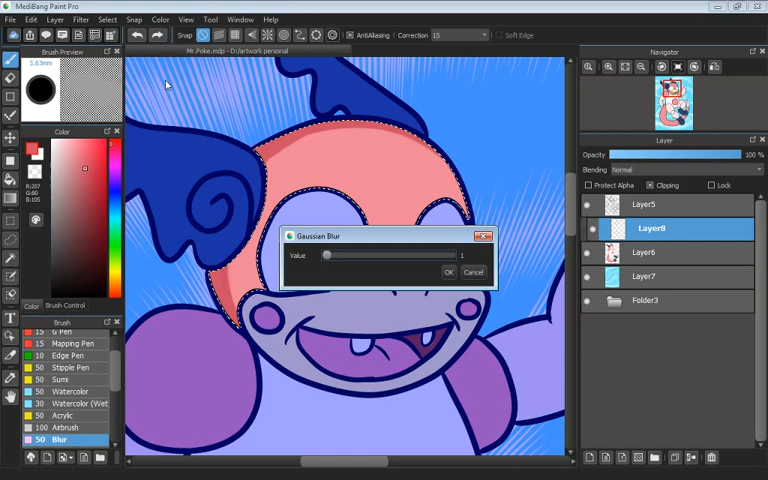 MediBang Paint Pro
File Edit Layer Filter Select Snap Color View Tool Window Help
Snap AntiAliasing Correction 15 Soft Edge
Brush Preview
Mr.Poke.mdp - D:/artwork personal
Navigator
3.63mm
Color
R:207
G:80
B:105
Layer
Opacity 100 %
Blending Normal
Protect Alpha Clipping Lock
Layer5
Layer8
Layer6
Layer7
Folder3
Gaussian Blur
Value 1
OK Cancel
Color Brush Control
Brush
15 G Pen
15 Mapping Pen
10 Edge Pen
50 Stipple Pen
50 Sumi
50 Watercolor
30 Watercolor (Wet
50 Acrylic
100 Airbrush
50 Blur